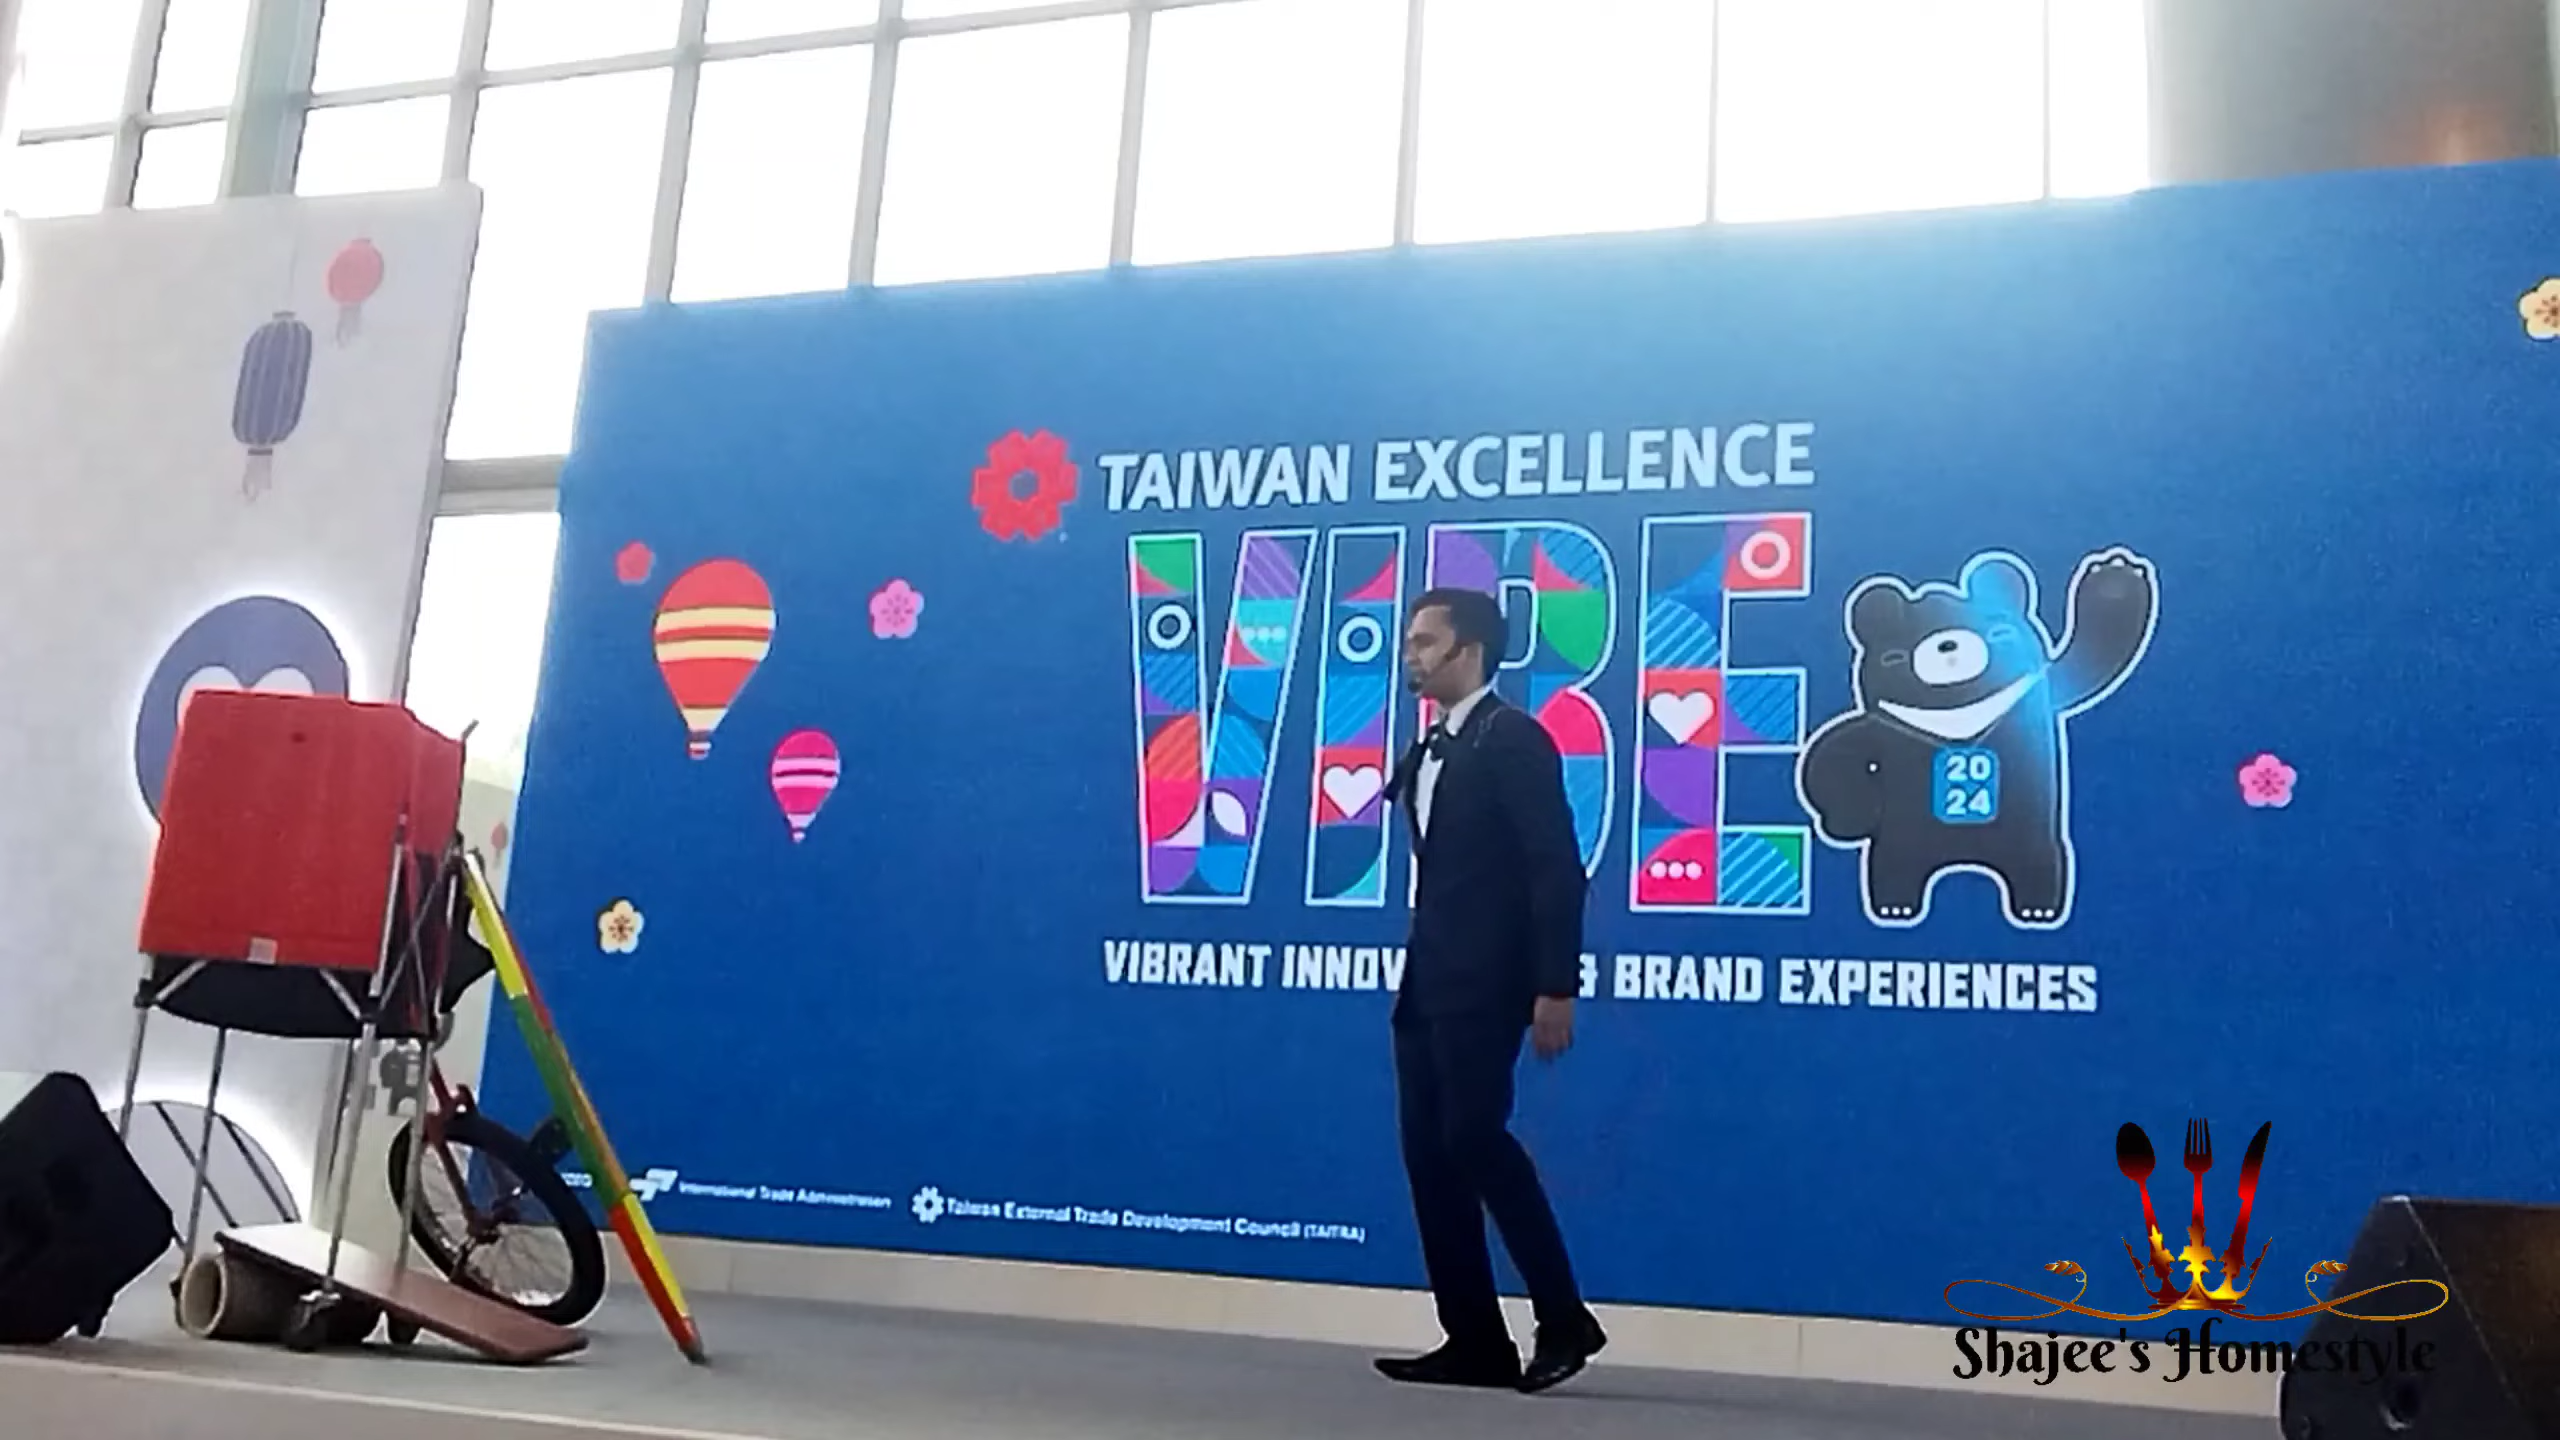 TAIWAN EXCELLENCE
VIBE
20
24
VIBRANT INNOV & BRAND EXPERIENCES
International Trade Administration
Taiwan External Trade Development Council (TAITRA)
Shajee's Homestyle